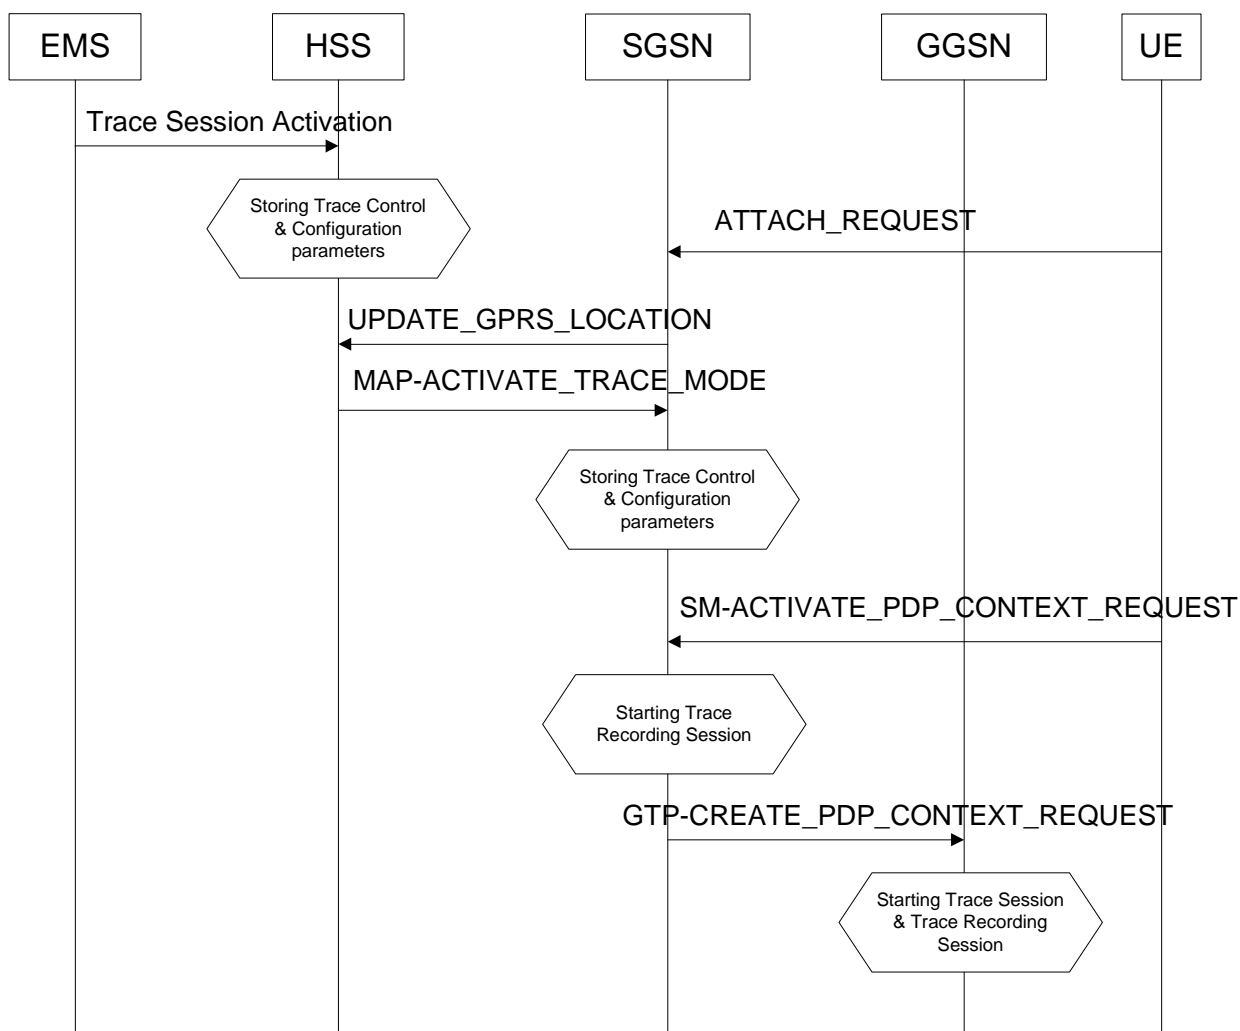 EMS
HSS
SGSN
GGSN
UE
Trace Session Activation
Storing Trace Control
& Configuration
parameters
ATTACH_REQUEST
UPDATE_GPRS_LOCATION
MAP-ACTIVATE_TRACE_MODE
Storing Trace Control
& Configuration
parameters
SM-ACTIVATE_PDP_CONTEXT_REQUEST
Starting Trace
Recording Session
GTP-CREATE_PDP_CONTEXT_REQUEST
Starting Trace Session
& Trace Recording
Session